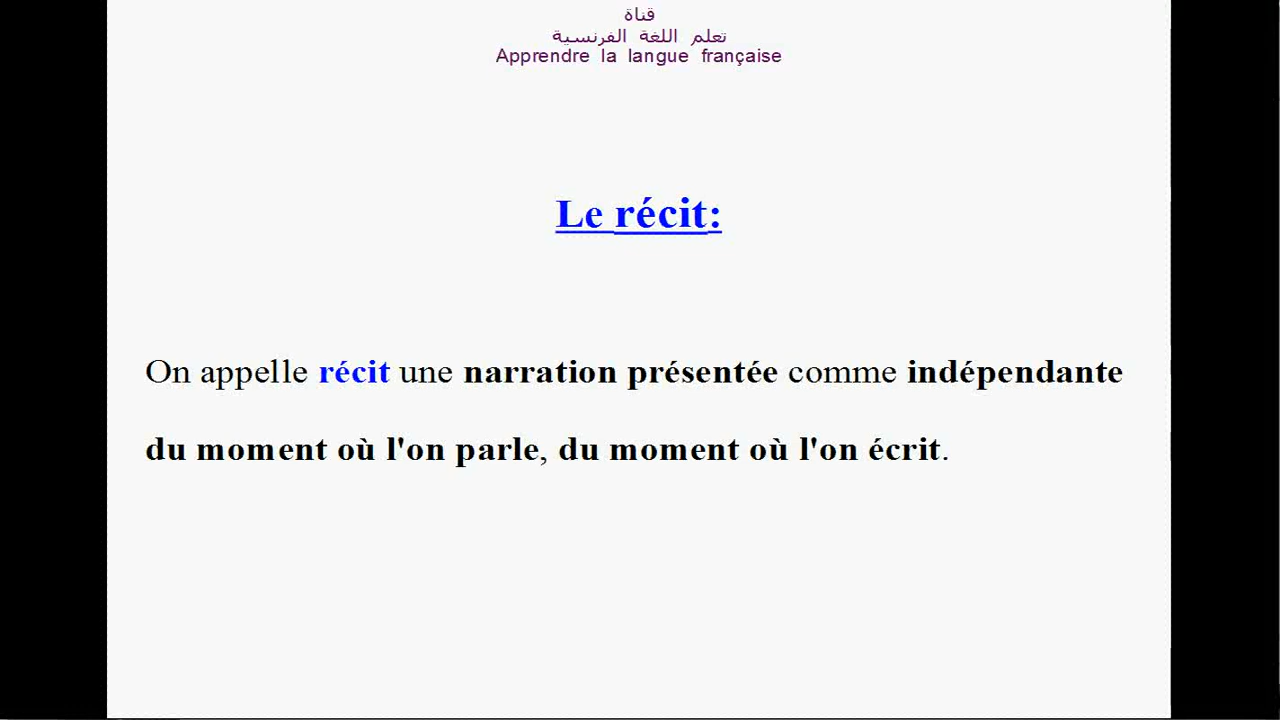 قناة
تعلم اللغة الفرنسية
Apprendre la langue française
Le récit:
On appelle récit une narration présentée comme indépendante
du moment où l'on parle, du moment où l'on écrit.